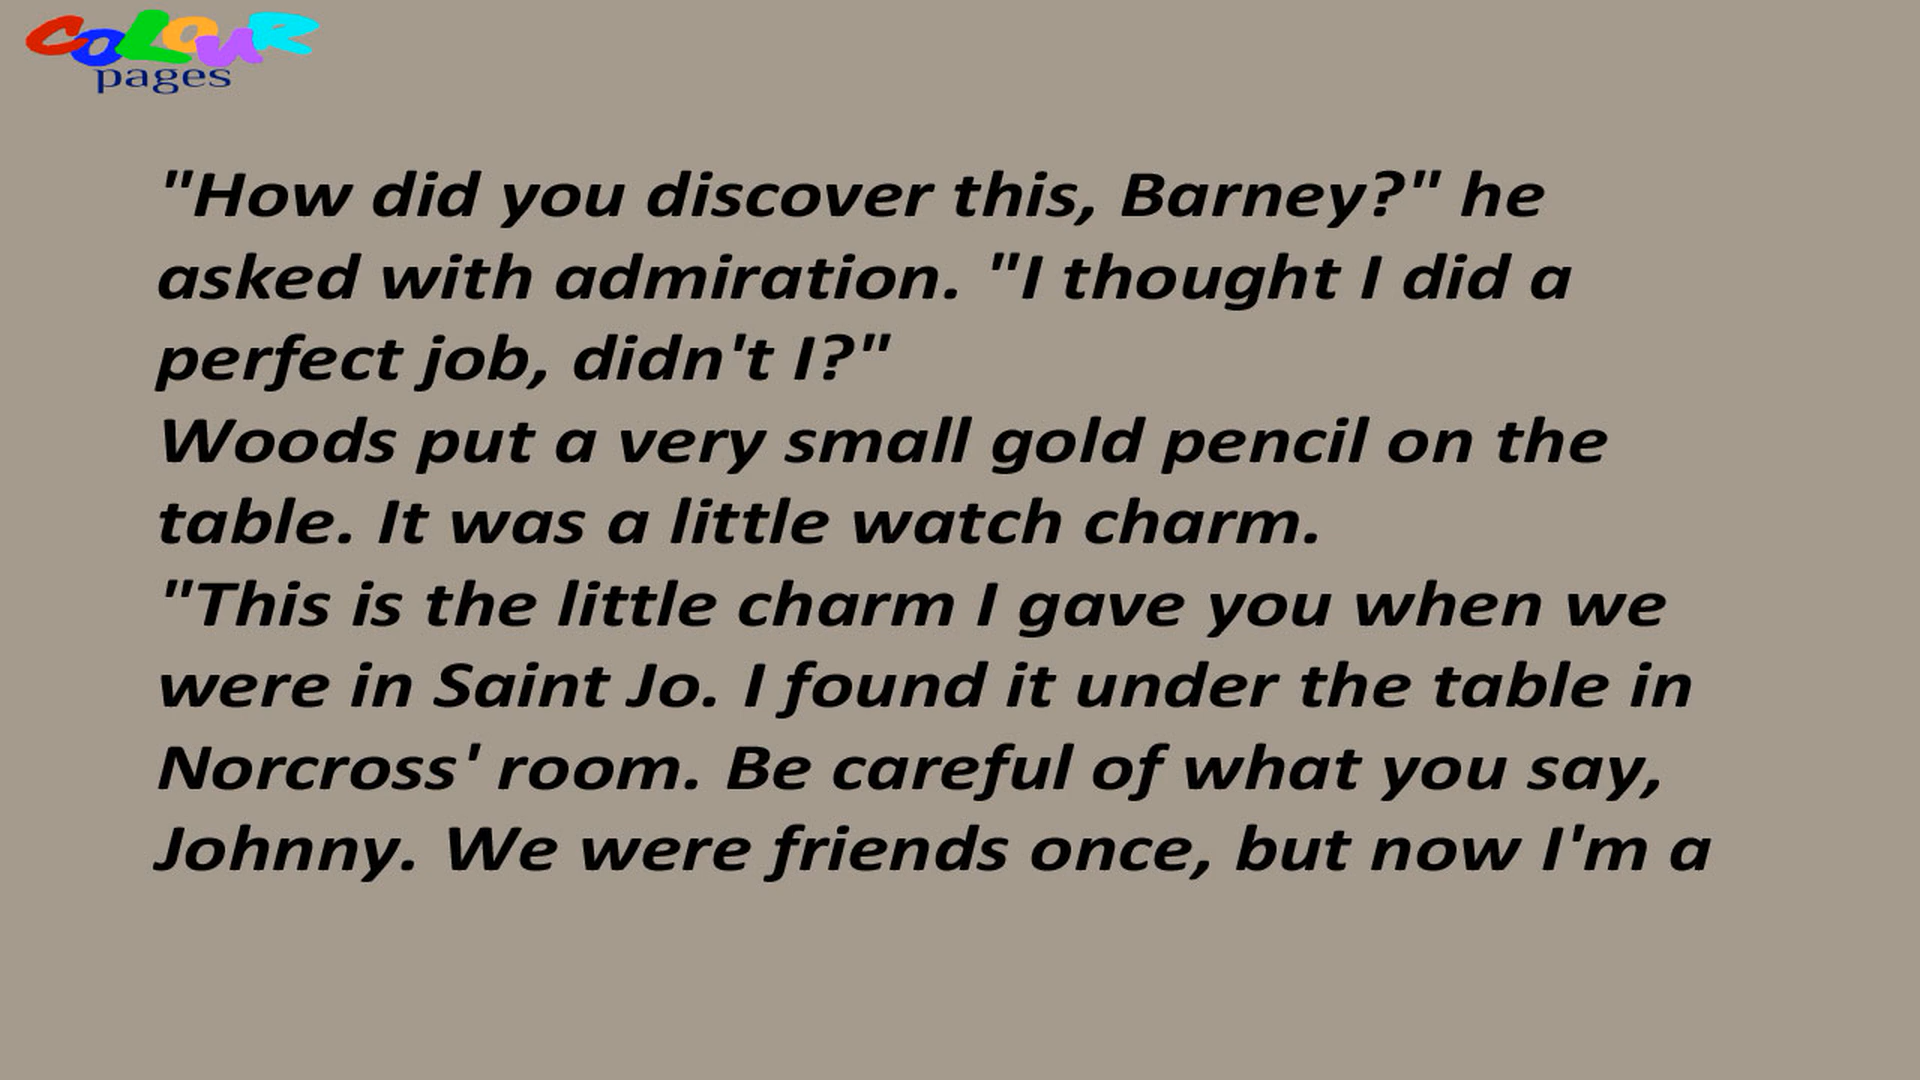 COLOUR
pages
"How did you discover this, Barney?" he
asked with admiration. "I thought I did a
perfect job, didn't I?"
Woods put a very small gold pencil on the
table. It was a little watch charm.
"This is the little charm I gave you when we
were in Saint Jo. I found it under the table in
Norcross' room. Be careful of what you say,
Johnny. We were friends once, but now I'm a